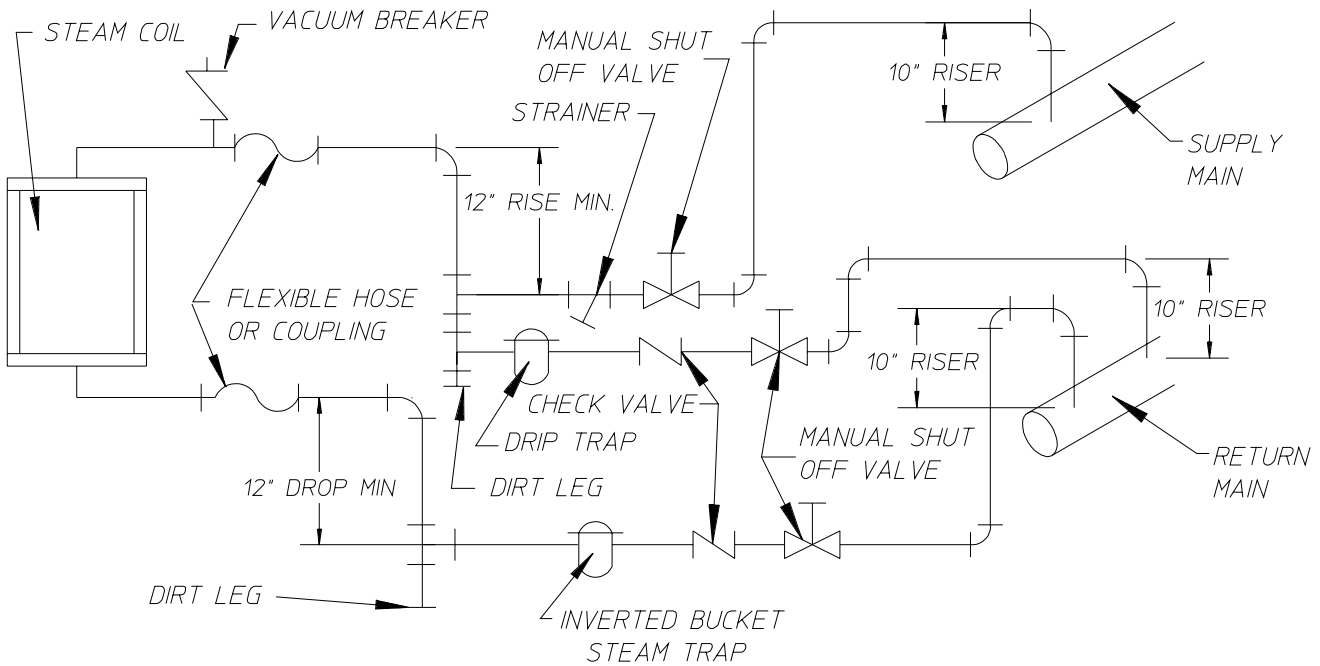 STEAM COIL
VACUUM BREAKER
MANUAL SHUT
OFF VALVE
STRAINER
10" RISER
SUPPLY
MAIN
12" RISE MIN.
FLEXIBLE HOSE
OR COUPLING
10" RISER
10" RISER
CHECK VALVE
DRIP TRAP
MANUAL SHUT
OFF VALVE
RETURN
MAIN
12" DROP MIN
DIRT LEG
DIRT LEG
INVERTED BUCKET
STEAM TRAP